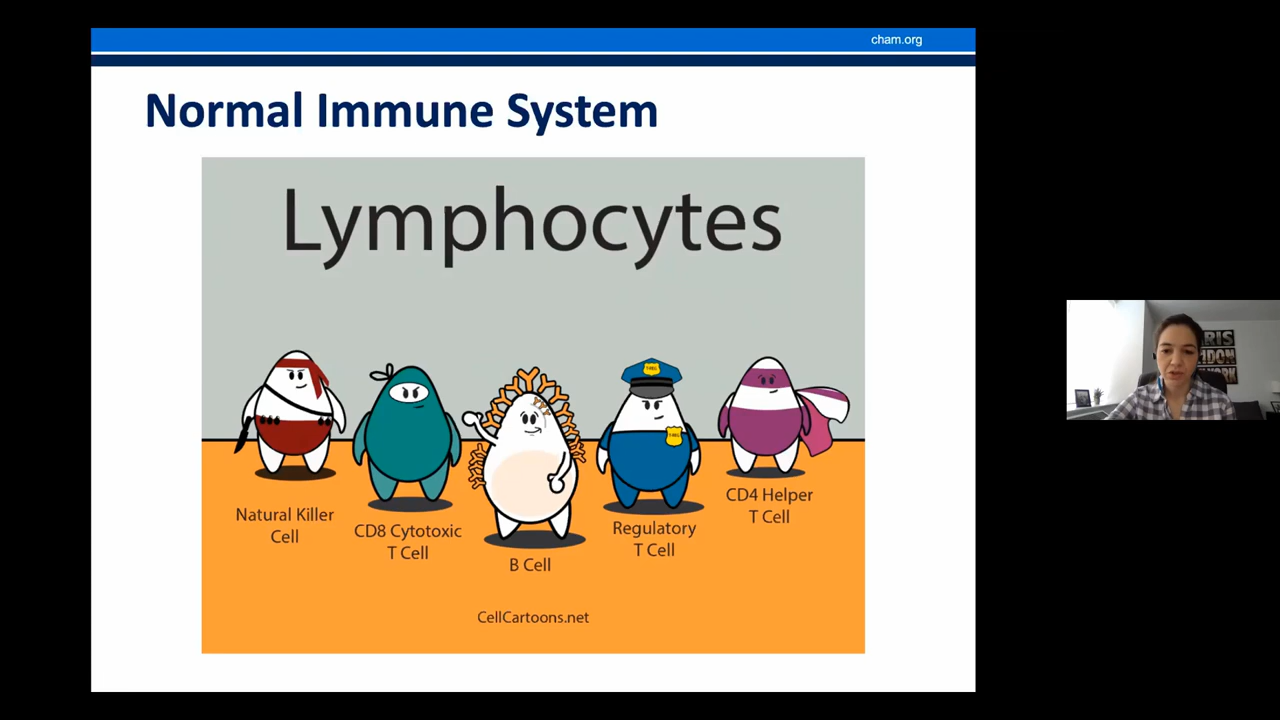 cham.org
Normal Immune System
Lymphocytes
Natural Killer
Cell
CD8 Cytotoxic
T Cell
B Cell
Regulatory
T Cell
CD4 Helper
T Cell
CellCartoons.net